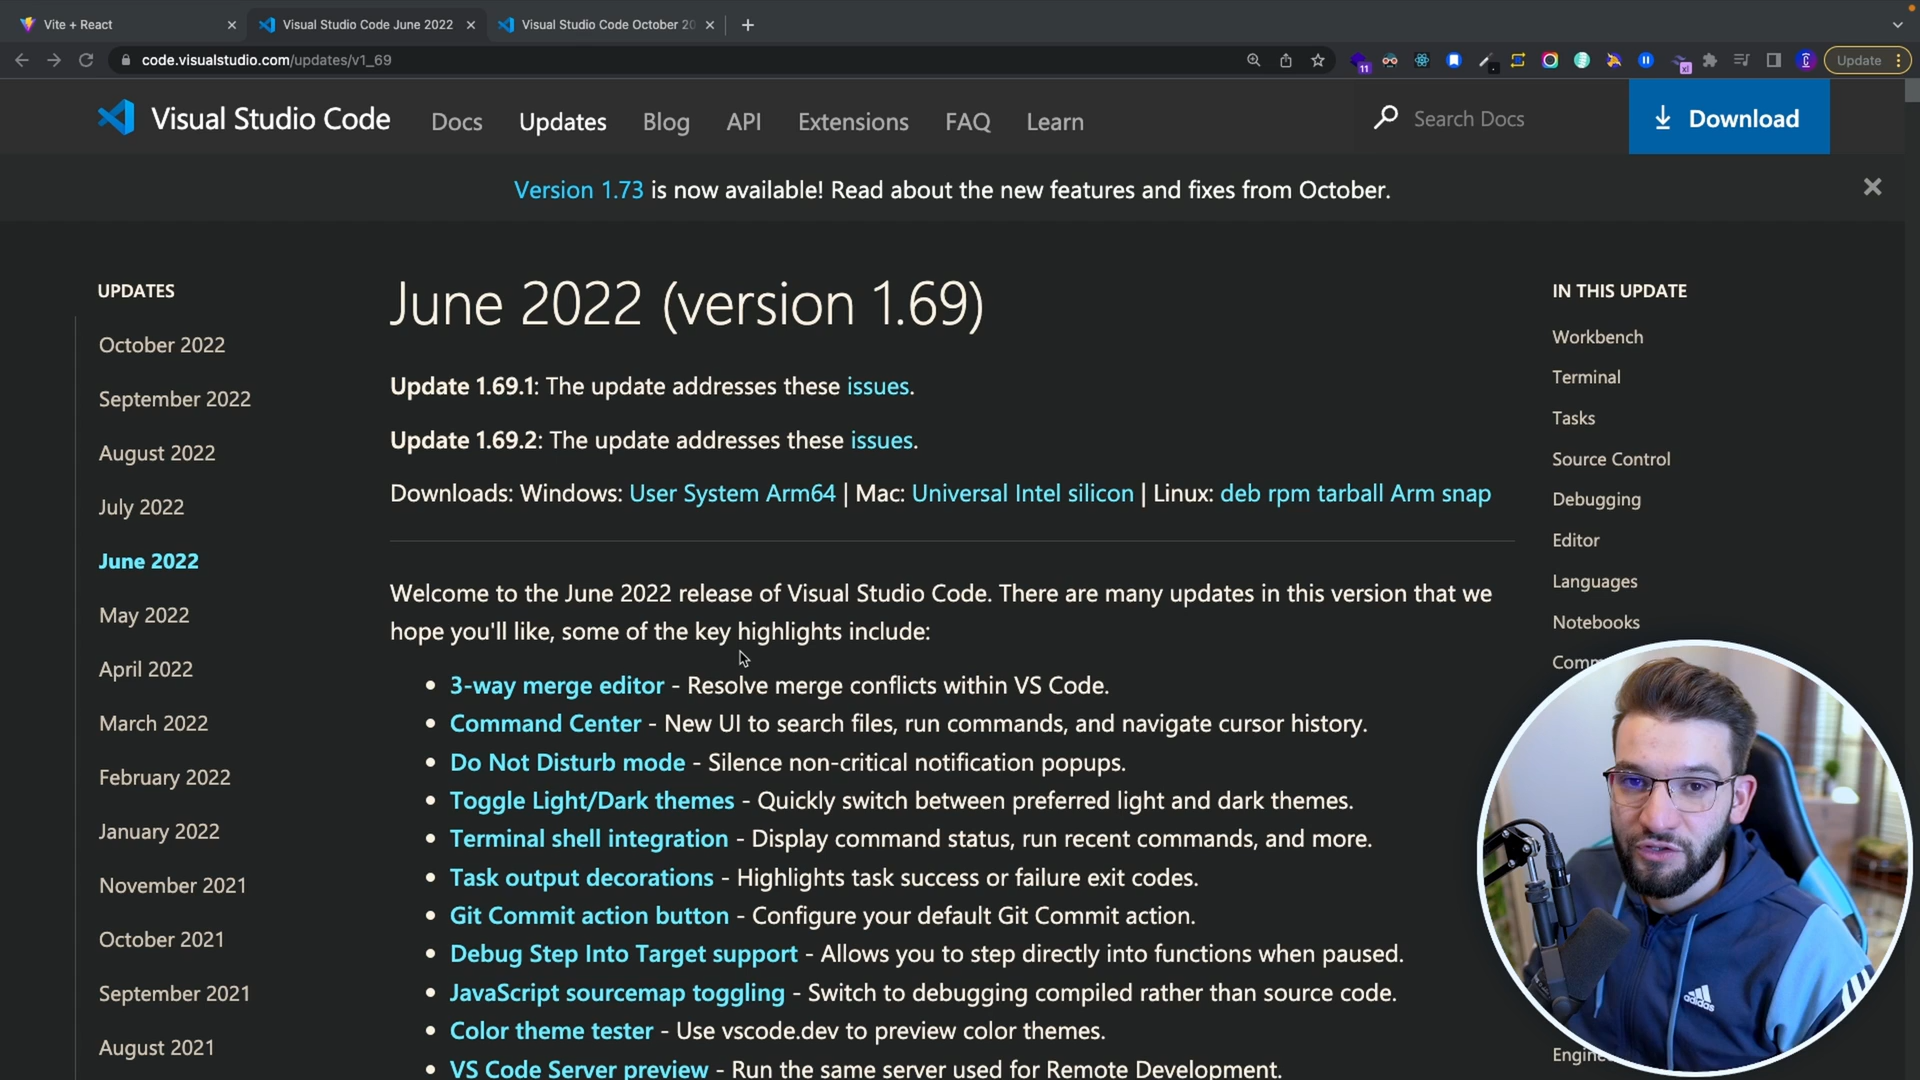 Vite + React
Visual Studio Code June 2022
Visual Studio Code October 20
code.visualstudio.com/updates/v1_69
11
xl
Update
Visual Studio Code
Docs
Updates
Blog
API
Extensions
FAQ
Learn
Search Docs
Download
Version 1.73 is now available! Read about the new features and fixes from October.
UPDATES
October 2022
September 2022
August 2022
July 2022
June 2022
May 2022
April 2022
March 2022
February 2022
January 2022
November 2021
October 2021
September 2021
August 2021
June 2022 (version 1.69)
Update 1.69.1: The update addresses these issues.
Update 1.69.2: The update addresses these issues.
Downloads: Windows: User System Arm64 | Mac: Universal Intel silicon | Linux: deb rpm tarball Arm snap
Welcome to the June 2022 release of Visual Studio Code. There are many updates in this version that we
hope you'll like, some of the key highlights include:
• 3-way merge editor - Resolve merge conflicts within VS Code.
• Command Center - New UI to search files, run commands, and navigate cursor history.
• Do Not Disturb mode - Silence non-critical notification popups.
• Toggle Light/Dark themes - Quickly switch between preferred light and dark themes.
• Terminal shell integration - Display command status, run recent commands, and more.
• Task output decorations - Highlights task success or failure exit codes.
• Git Commit action button - Configure your default Git Commit action.
• Debug Step Into Target support - Allows you to step directly into functions when paused.
• JavaScript sourcemap toggling - Switch to debugging compiled rather than source code.
• Color theme tester - Use vscode.dev to preview color themes.
• VS Code Server preview - Run the same server used for Remote Development.
IN THIS UPDATE
Workbench
Terminal
Tasks
Source Control
Debugging
Editor
Languages
Notebooks
adidas